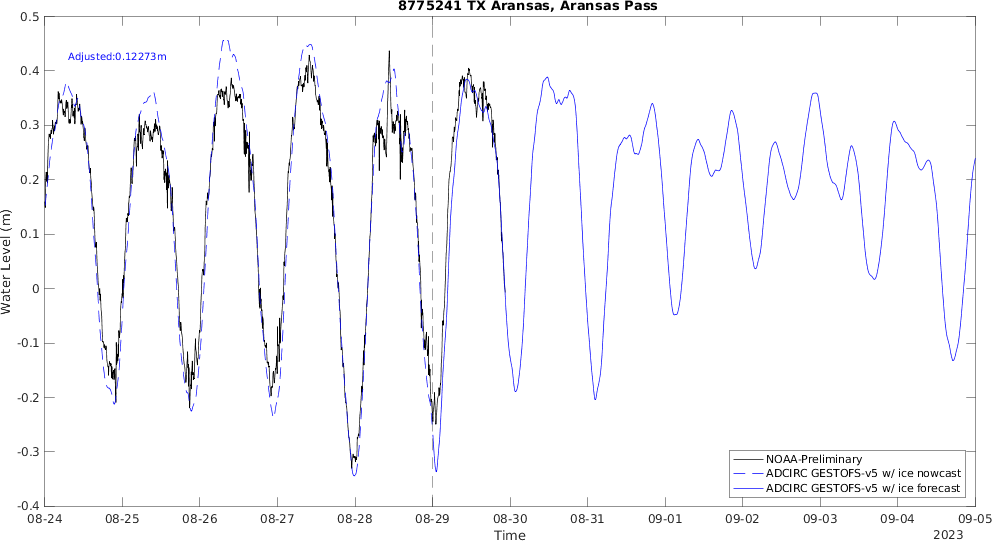 8775241 TX Aransas, Aransas Pass
0.5
Adjusted:0.12273m
0.4
0.3
0.2
0.1
0
-0.1
-0.2
-0.3
-0.4
Water Level (m)
NOAA-Preliminary
ADCIRC GESTOFS-v5 w/ ice nowcast
ADCIRC GESTOFS-v5 w/ ice forecast
08-24 08-25 08-26 08-27 08-28 08-29 08-30 08-31 09-01 09-02 09-03 09-04 09-05
Time
2023